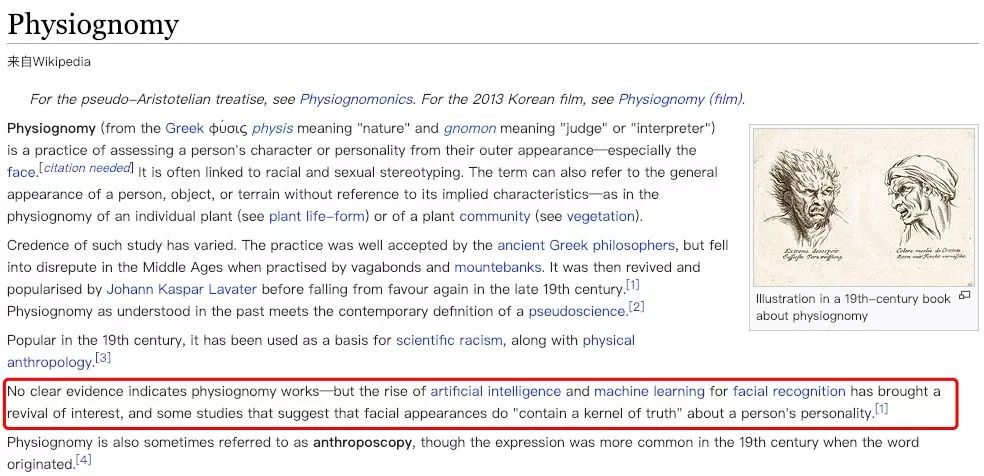 Physiognomy
来自Wikipedia
For the pseudo-Aristotelian treatise, see Physiognomonics. For the 2013 Korean film, see Physiognomy (film).
Physiognomy (from the Greek φύσις physis meaning "nature" and gnomon meaning "judge" or "interpreter")
is a practice of assessing a person's character or personality from their outer appearance—especially the
face.[citation needed] It is often linked to racial and sexual stereotyping. The term can also refer to the general
appearance of a person, object, or terrain without reference to its implied characteristics—as in the
physiognomy of an individual plant (see plant life-form) or of a plant community (see vegetation).
Credence of such study has varied. The practice was well accepted by the ancient Greek philosophers, but fell
into disrepute in the Middle Ages when practised by vagabonds and mountebanks. It was then revived and
popularised by Johann Kaspar Lavater before falling from favour again in the late 19th century.[1]
Physiognomy as understood in the past meets the contemporary definition of a pseudoscience.[2]
Popular in the 19th century, it has been used as a basis for scientific racism, along with physical
anthropology.[3]
No clear evidence indicates physiognomy works—but the rise of artificial intelligence and machine learning for facial recognition has brought a
revival of interest, and some studies that suggest that facial appearances do "contain a kernel of truth" about a person's personality.[1]
Physiognomy is also sometimes referred to as anthroposcopy, though the expression was more common in the 19th century when the word
originated.[4]
Illustration in a 19th-century book
about physiognomy